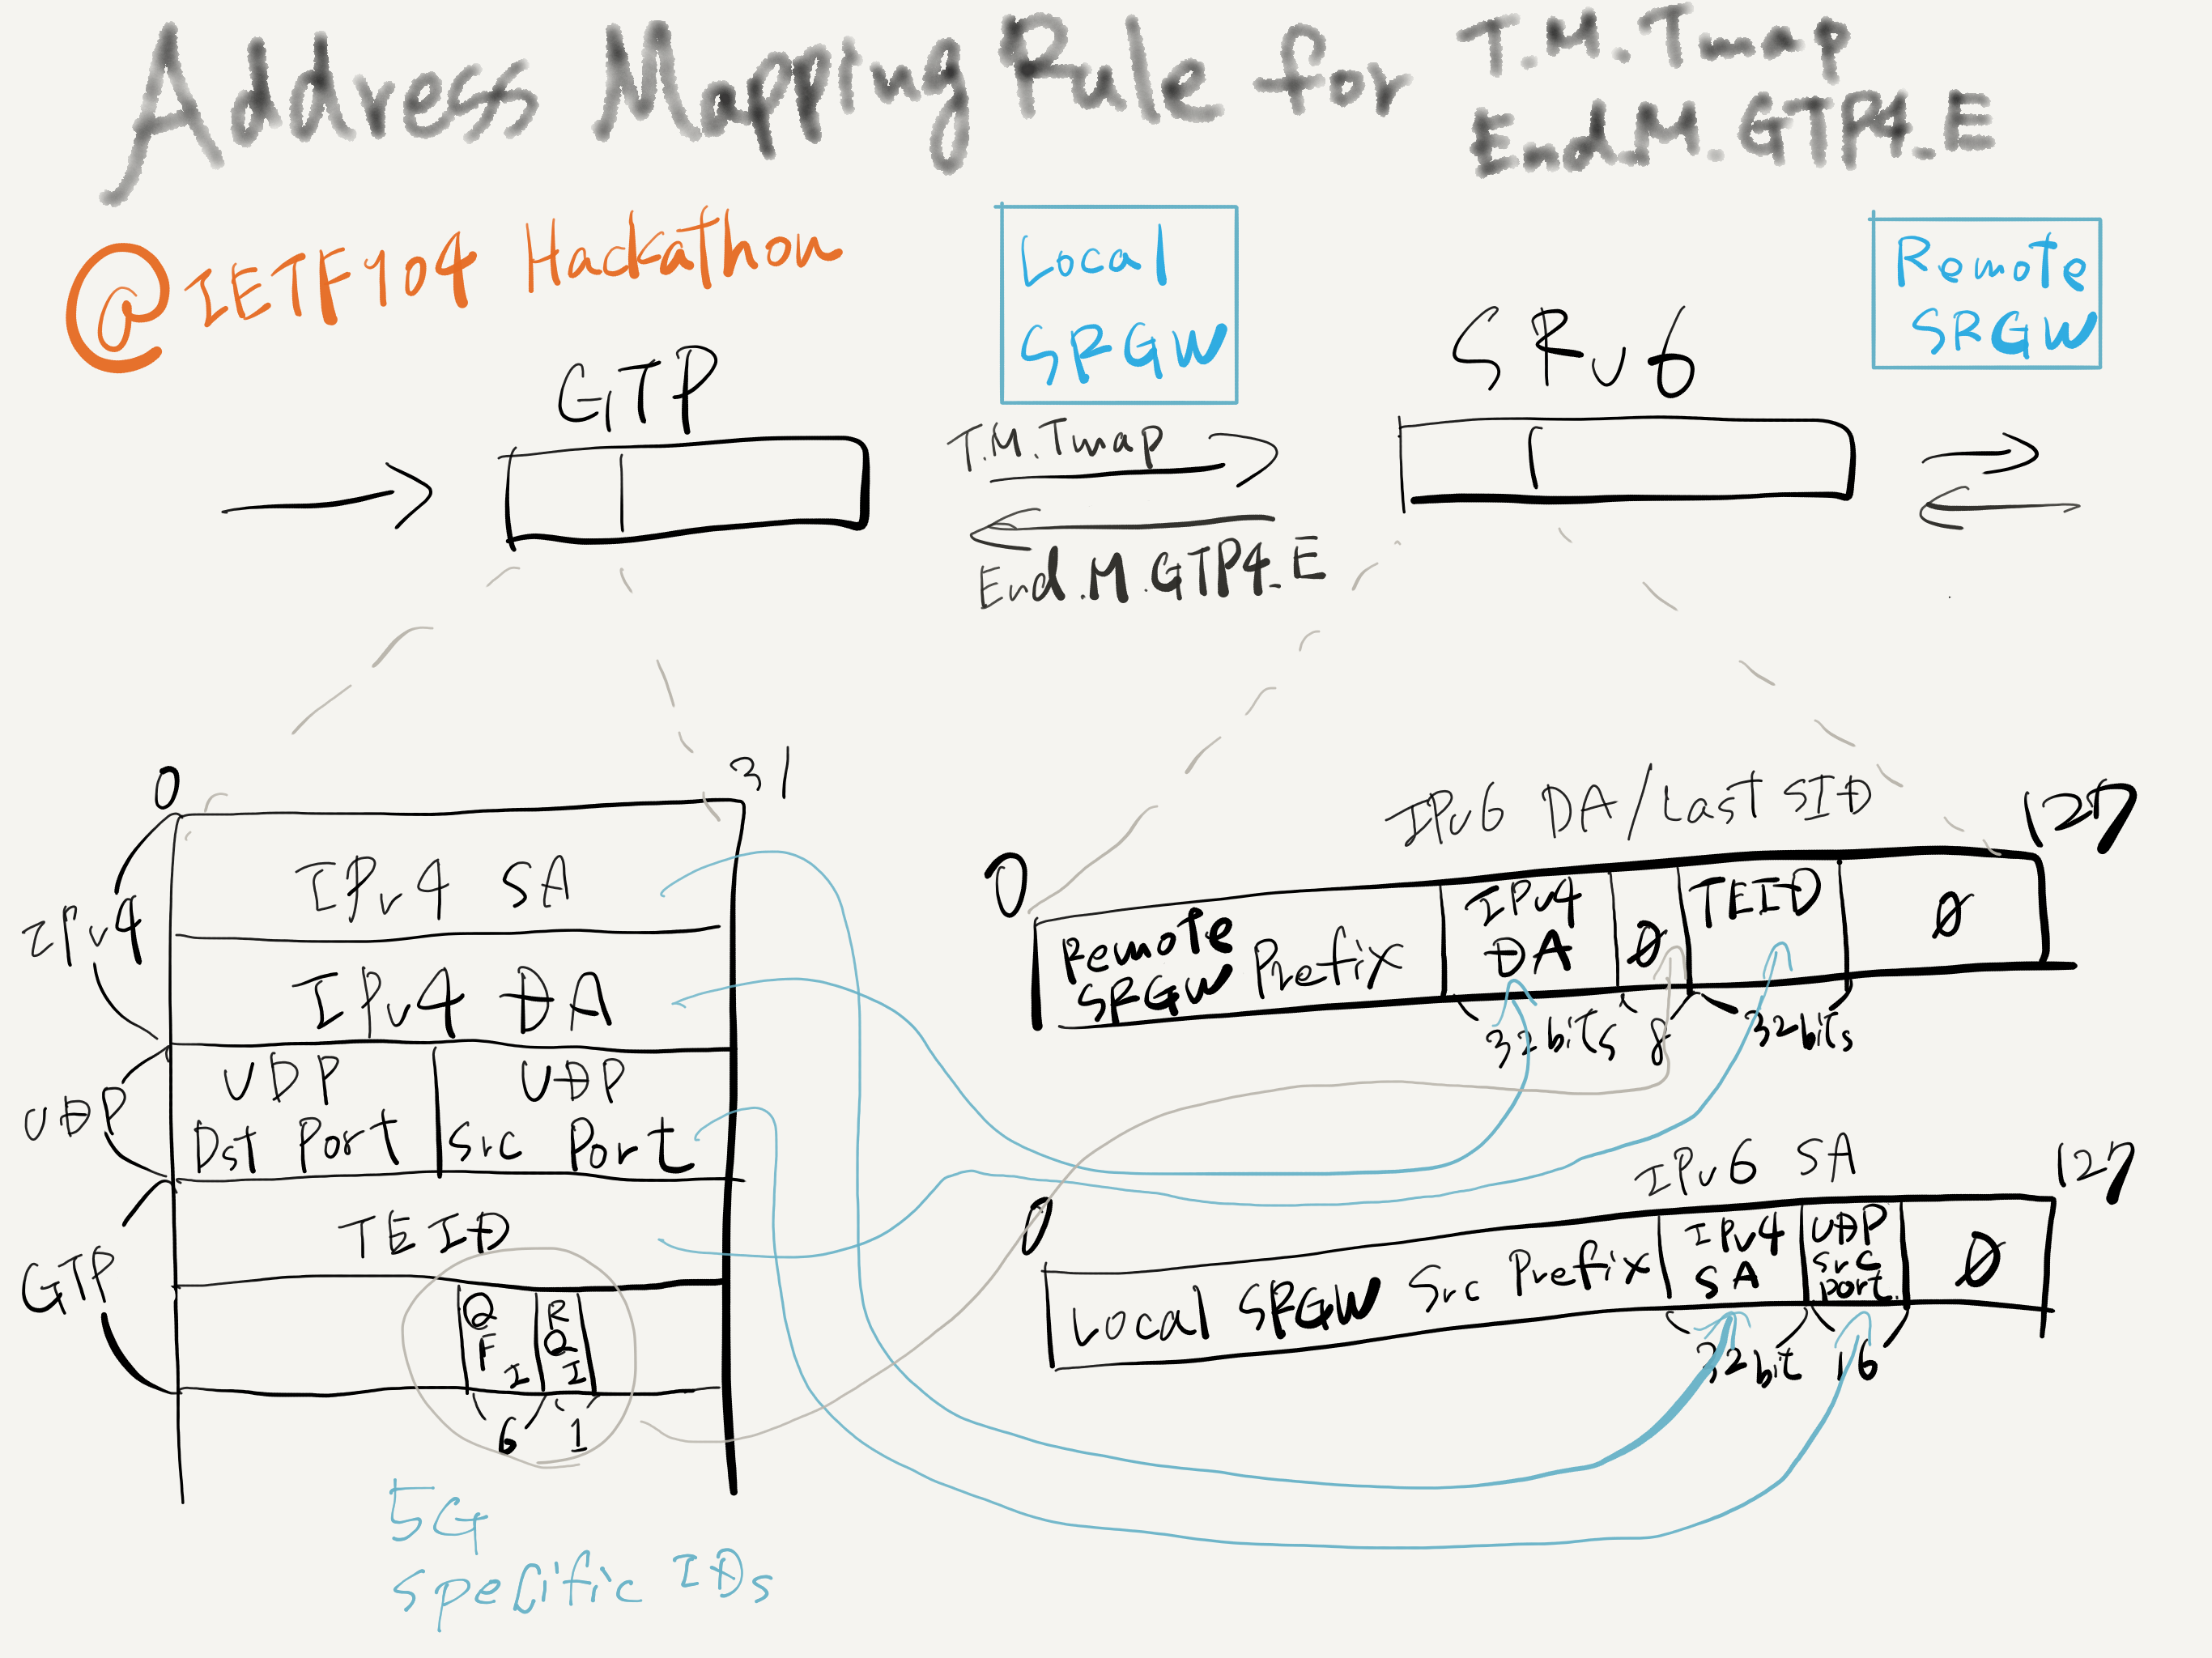 Address Mapping Rule for T.M.Tmap
End.M.GTP4_E
@IETF104 Hackathon
Local
SRGW
Remote
SRGW
GTP
SRv6
T.M.Tmap
End.M.GTP4_E
0
31
IPv4
IPv4 SA
IPv4 DA
UDP
UDP
Dst Port
UDP
Src Port
GTP
TEID
QFI
RQI
6
1
5G
specific IDs
IPv6 DA/Last SID
0
127
Remote
SRGW Prefix
IPv4
DA
0
TEID
0
32bits
8
32bits
IPv6 SA
0
127
Local SRGW Src Prefix
IPv4
SA
UDP
Src
port
0
32bit
16